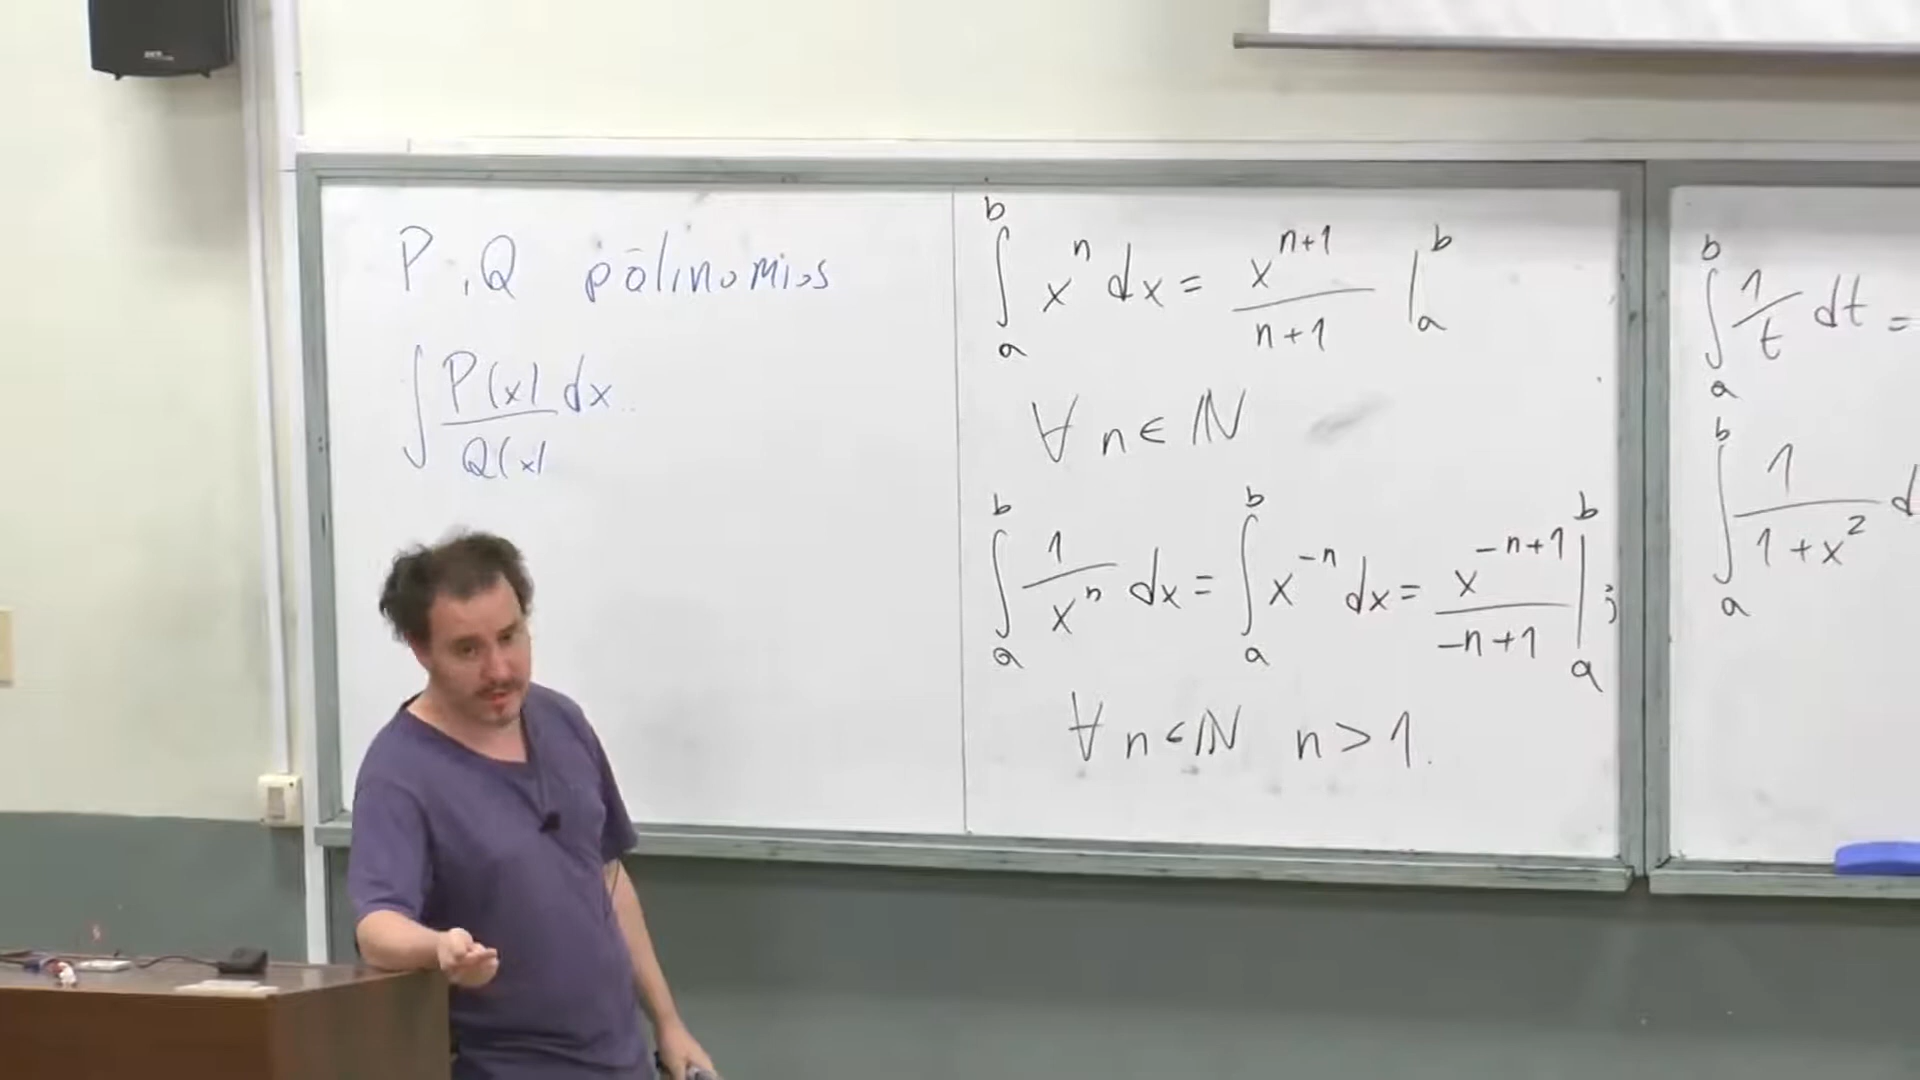 P, Q polinomios
∫ P(x) / Q(x) dx
∫_a^b x^n dx = x^{n+1} / n+1 |_a^b
∀ n ∈ ℕ
∫_a^b 1/x^n dx = ∫_a^b x^{-n} dx = x^{-n+1} / -n+1 |_a^b ;
∀ n ∈ ℕ n > 1.
∫_a^b 1/t dt =
∫_a^b 1 / 1+x^2 d